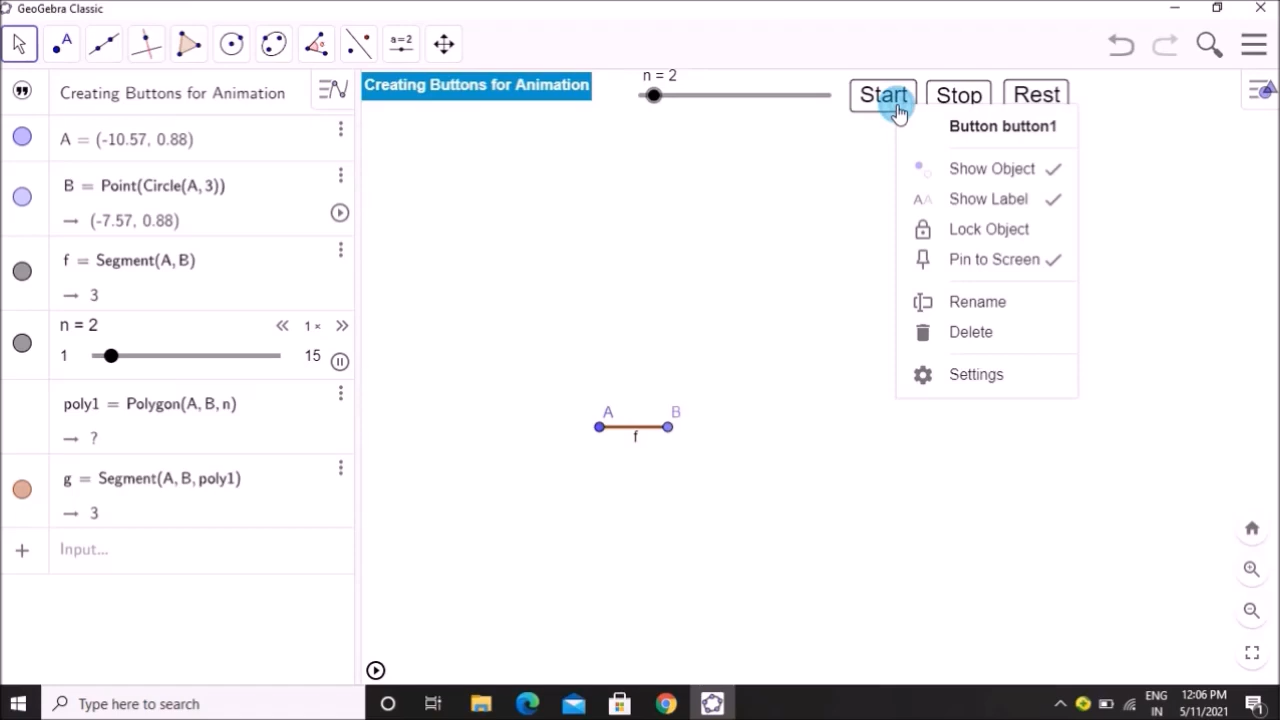 GeoGebra Classic
A
a=2
Creating Buttons for Animation
A = (-10.57, 0.88)
B = Point(Circle(A, 3))
→ (-7.57, 0.88)
f = Segment(A, B)
→ 3
n = 2
1 ×
1
15
poly1 = Polygon(A, B, n)
→ ?
g = Segment(A, B, poly1)
→ 3
Input...
Creating Buttons for Animation
n = 2
Start
Stop
Rest
Button button1
Show Object
AA Show Label
Lock Object
Pin to Screen
Rename
Delete
Settings
A
B
f
Type here to search
ENG
IN
12:06 PM
5/11/2021
1